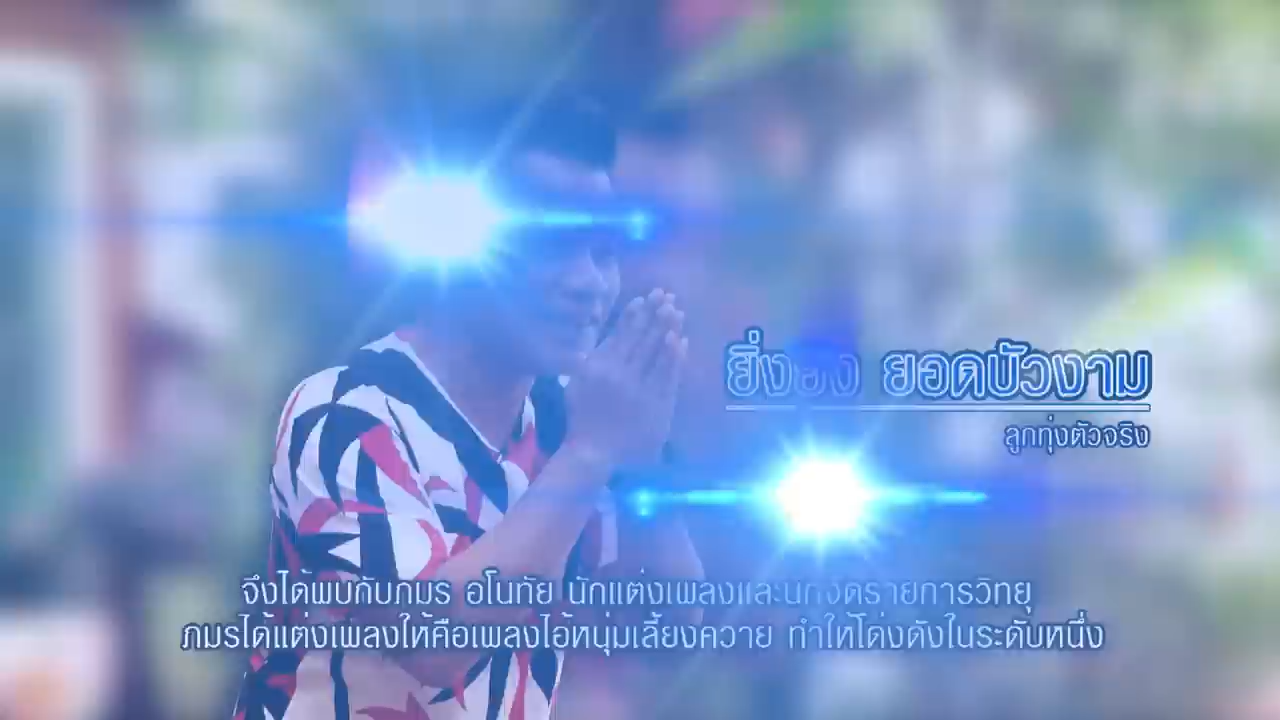 ยิ่งยง ยอดบัวงาม
ลูกทุ่งตัวจริง
จึงได้พบกับภมร อโนทัย นักแต่งเพลงและนักจัดรายการวิทยุ
ภมรได้แต่งเพลงให้คือเพลงไอ้หนุ่มเลี้ยงควาย ทำให้โด่งดังในระดับหนึ่ง